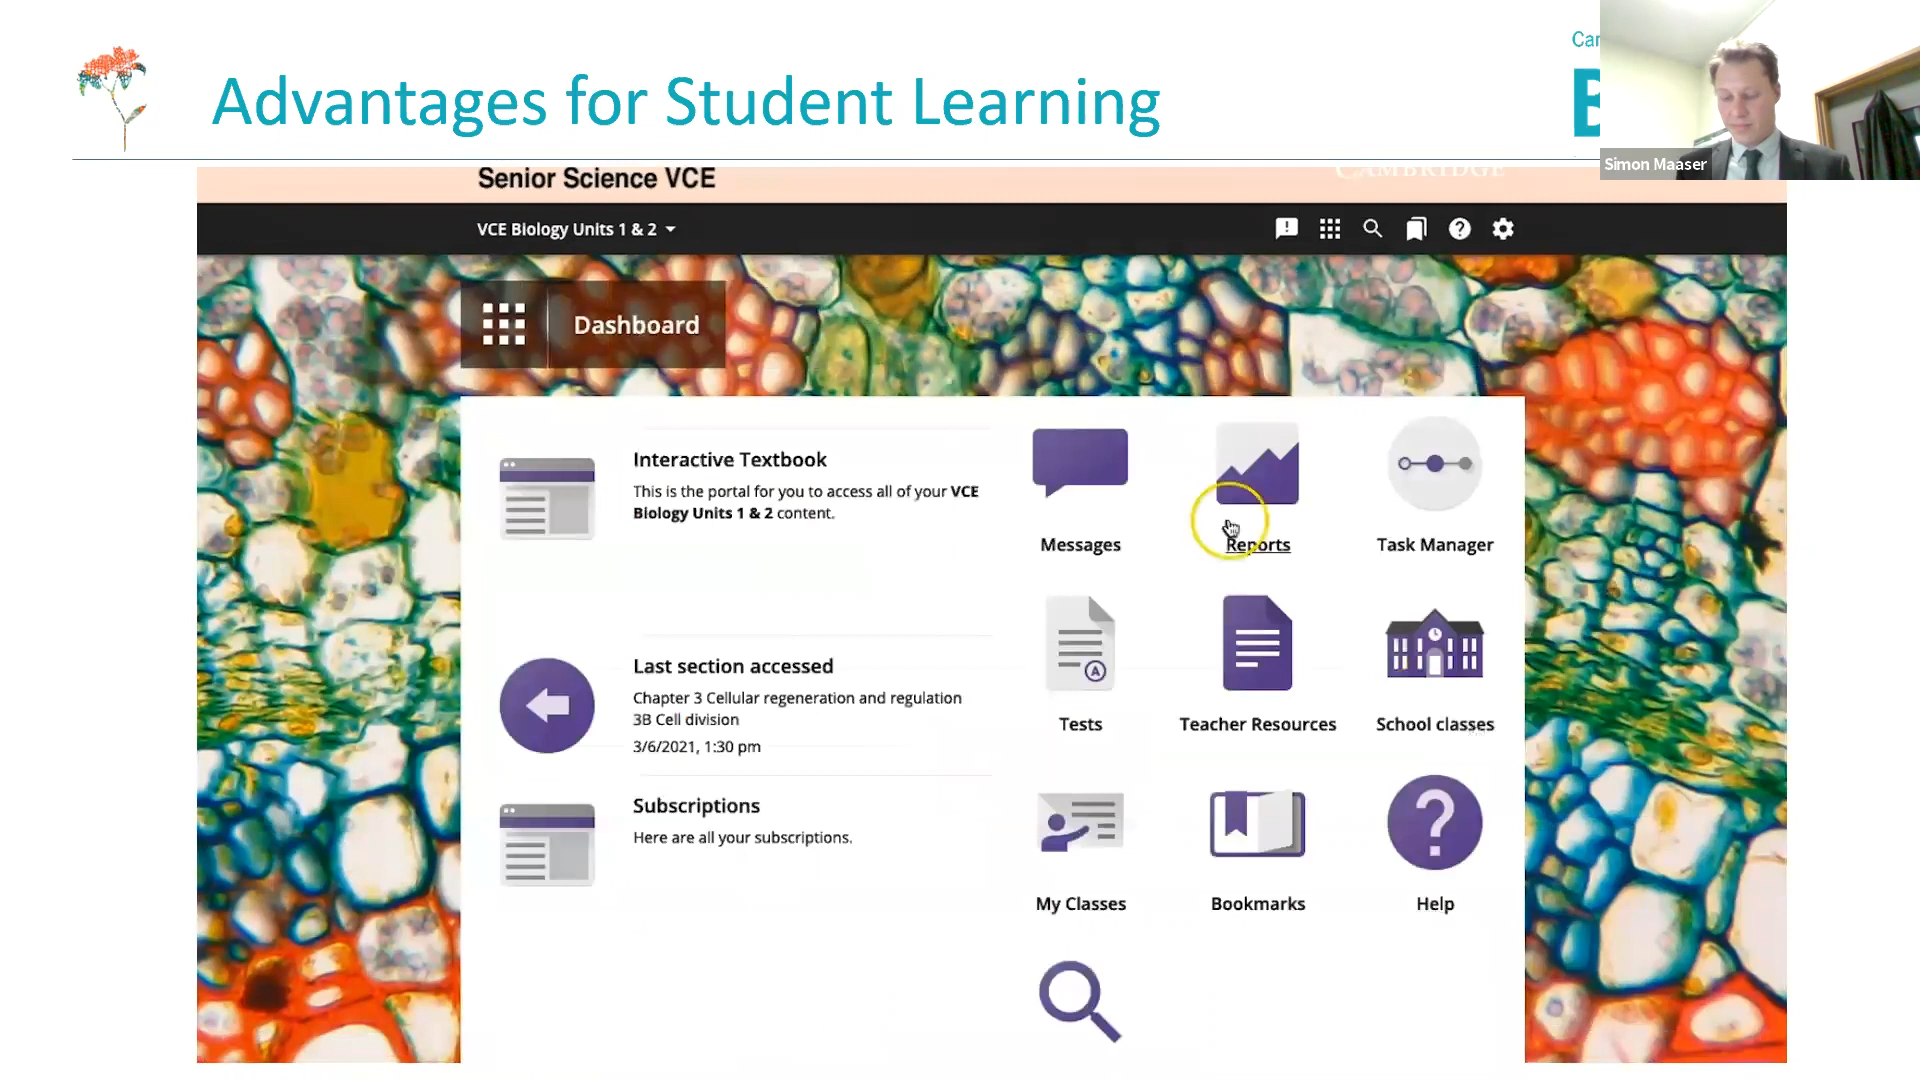 Advantages for Student Learning
Simon Maaser
Senior Science VCE
CAMBRIDGE
VCE Biology Units 1 & 2
Dashboard
Interactive Textbook
This is the portal for you to access all of your VCE
Biology Units 1 & 2 content.
Messages
Reports
Task Manager
Last section accessed
Chapter 3 Cellular regeneration and regulation
3B Cell division
3/6/2021, 1:30 pm
Tests
Teacher Resources
School classes
Subscriptions
Here are all your subscriptions.
My Classes
Bookmarks
Help